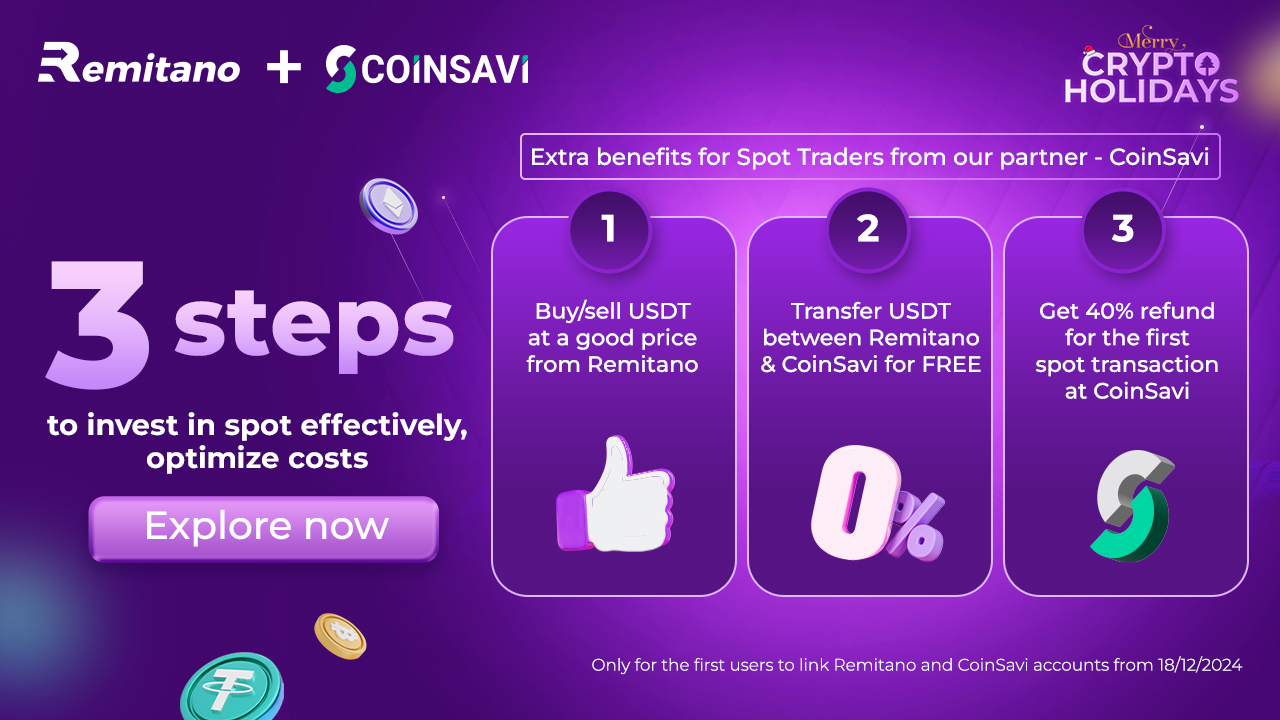 Remitano + COINSAVI
Merry
CRYPTO
HOLIDAYS
Extra benefits for Spot Traders from our partner - CoinSavi
3 steps
to invest in spot effectively,
optimize costs
Explore now
1
Buy/sell USDT
at a good price
from Remitano
2
Transfer USDT
between Remitano
& CoinSavi for FREE
0%
3
Get 40% refund
for the first
spot transaction
at CoinSavi
Only for the first users to link Remitano and CoinSavi accounts from 18/12/2024